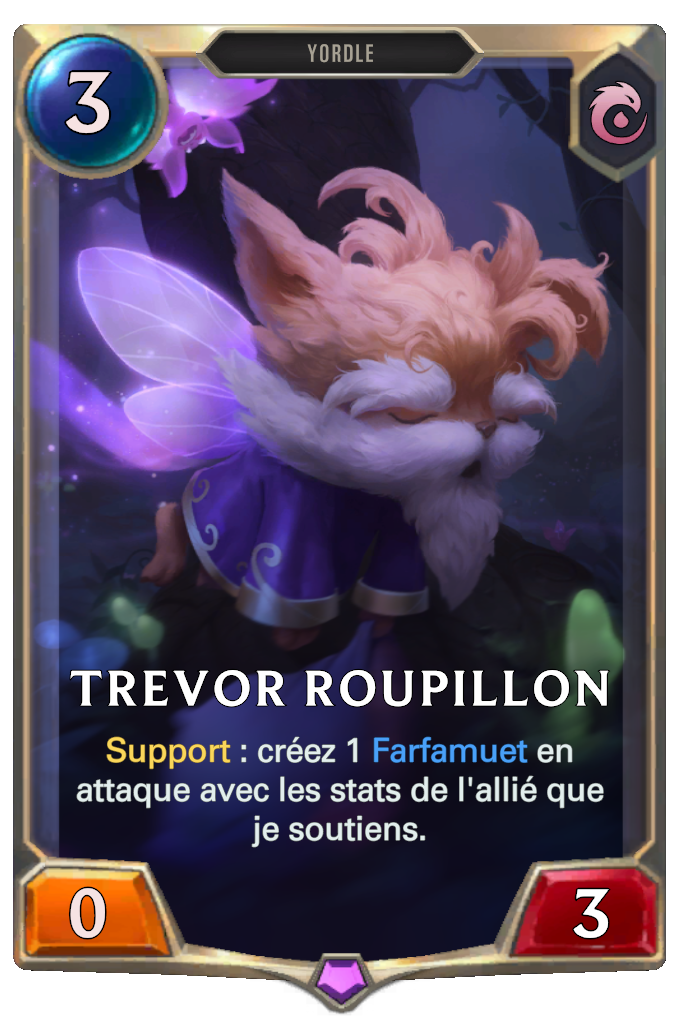 YORDLE
3
TREVOR ROUPILLON
Support : créez 1 Farfamuet en
attaque avec les stats de l'allié que
je soutiens.
0
3